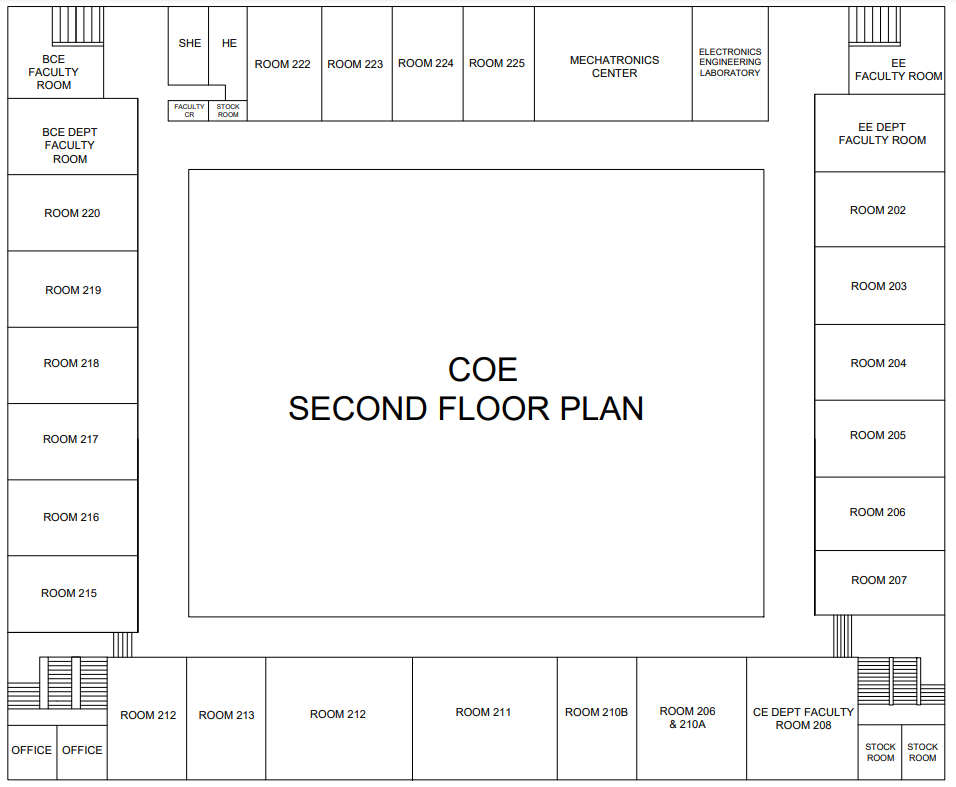 BCE
FACULTY
ROOM
SHE
HE
FACULTY
CR
STOCK
ROOM
ROOM 222
ROOM 223
ROOM 224
ROOM 225
MECHATRONICS
CENTER
ELECTRONICS
ENGINEERING
LABORATORY
EE
FACULTY ROOM
BCE DEPT
FACULTY
ROOM
ROOM 220
ROOM 219
ROOM 218
ROOM 217
ROOM 216
ROOM 215
COE
SECOND FLOOR PLAN
EE DEPT
FACULTY ROOM
ROOM 202
ROOM 203
ROOM 204
ROOM 205
ROOM 206
ROOM 207
OFFICE
OFFICE
ROOM 212
ROOM 213
ROOM 212
ROOM 211
ROOM 210B
ROOM 206
& 210A
CE DEPT FACULTY
ROOM 208
STOCK
ROOM
STOCK
ROOM